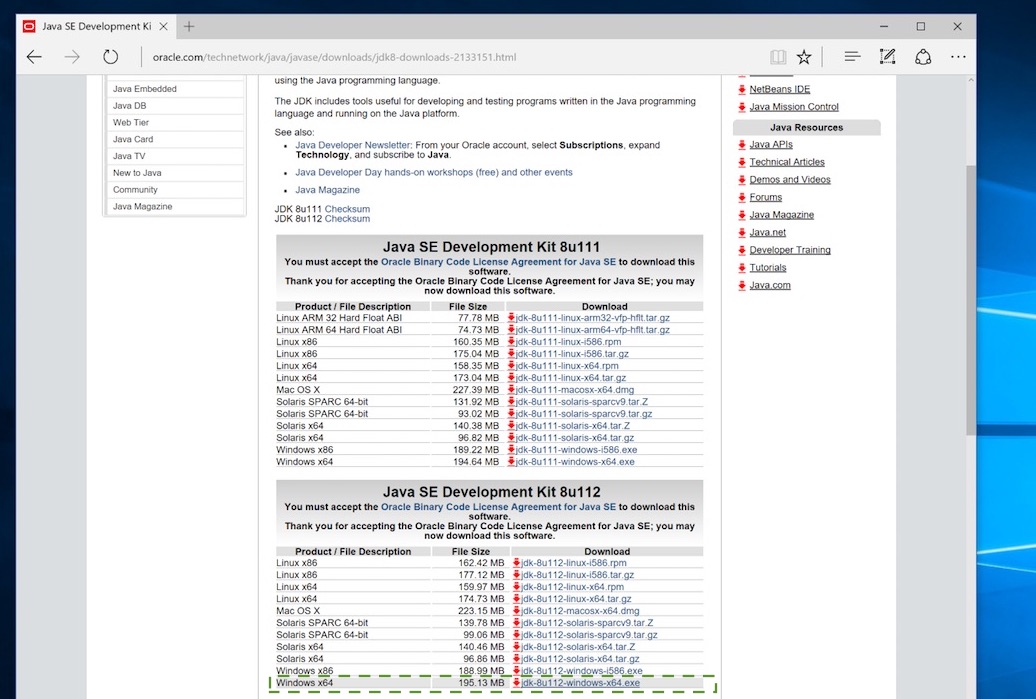 Java SE Development Ki
oracle.com/technetwork/java/javase/downloads/jdk8-downloads-2133151.html
Java Embedded
Java DB
Web Tier
Java Card
Java TV
New to Java
Community
Java Magazine
using the Java programming language.
The JDK includes tools useful for developing and testing programs written in the Java programming
language and running on the Java platform.
See also:
• Java Developer Newsletter: From your Oracle account, select Subscriptions, expand
Technology, and subscribe to Java.
• Java Developer Day hands-on workshops (free) and other events
• Java Magazine
JDK 8u111 Checksum
JDK 8u112 Checksum
Java SE Development Kit 8u111
You must accept the Oracle Binary Code License Agreement for Java SE to download this
software.
Thank you for accepting the Oracle Binary Code License Agreement for Java SE; you may
now download this software.
Product / File Description File Size Download
Linux ARM 32 Hard Float ABI 77.78 MB jdk-8u111-linux-arm32-vfp-hflt.tar.gz
Linux ARM 64 Hard Float ABI 74.73 MB jdk-8u111-linux-arm64-vfp-hflt.tar.gz
Linux x86 160.35 MB jdk-8u111-linux-i586.rpm
Linux x86 175.04 MB jdk-8u111-linux-i586.tar.gz
Linux x64 158.35 MB jdk-8u111-linux-x64.rpm
Linux x64 173.04 MB jdk-8u111-linux-x64.tar.gz
Mac OS X 227.39 MB jdk-8u111-macosx-x64.dmg
Solaris SPARC 64-bit 131.92 MB jdk-8u111-solaris-sparcv9.tar.Z
Solaris SPARC 64-bit 93.02 MB jdk-8u111-solaris-sparcv9.tar.gz
Solaris x64 140.38 MB jdk-8u111-solaris-x64.tar.Z
Solaris x64 96.82 MB jdk-8u111-solaris-x64.tar.gz
Windows x86 189.22 MB jdk-8u111-windows-i586.exe
Windows x64 194.64 MB jdk-8u111-windows-x64.exe
Java SE Development Kit 8u112
You must accept the Oracle Binary Code License Agreement for Java SE to download this
software.
Thank you for accepting the Oracle Binary Code License Agreement for Java SE; you may
now download this software.
Product / File Description File Size Download
Linux x86 162.42 MB jdk-8u112-linux-i586.rpm
Linux x86 177.12 MB jdk-8u112-linux-i586.tar.gz
Linux x64 159.97 MB jdk-8u112-linux-x64.rpm
Linux x64 174.73 MB jdk-8u112-linux-x64.tar.gz
Mac OS X 223.15 MB jdk-8u112-macosx-x64.dmg
Solaris SPARC 64-bit 139.78 MB jdk-8u112-solaris-sparcv9.tar.Z
Solaris SPARC 64-bit 99.06 MB jdk-8u112-solaris-sparcv9.tar.gz
Solaris x64 140.46 MB jdk-8u112-solaris-x64.tar.Z
Solaris x64 96.86 MB jdk-8u112-solaris-x64.tar.gz
Windows x86 188.99 MB jdk-8u112-windows-i586.exe
Windows x64 195.13 MB jdk-8u112-windows-x64.exe
NetBeans IDE
Java Mission Control
Java Resources
Java APIs
Technical Articles
Demos and Videos
Forums
Java Magazine
Java.net
Developer Training
Tutorials
Java.com